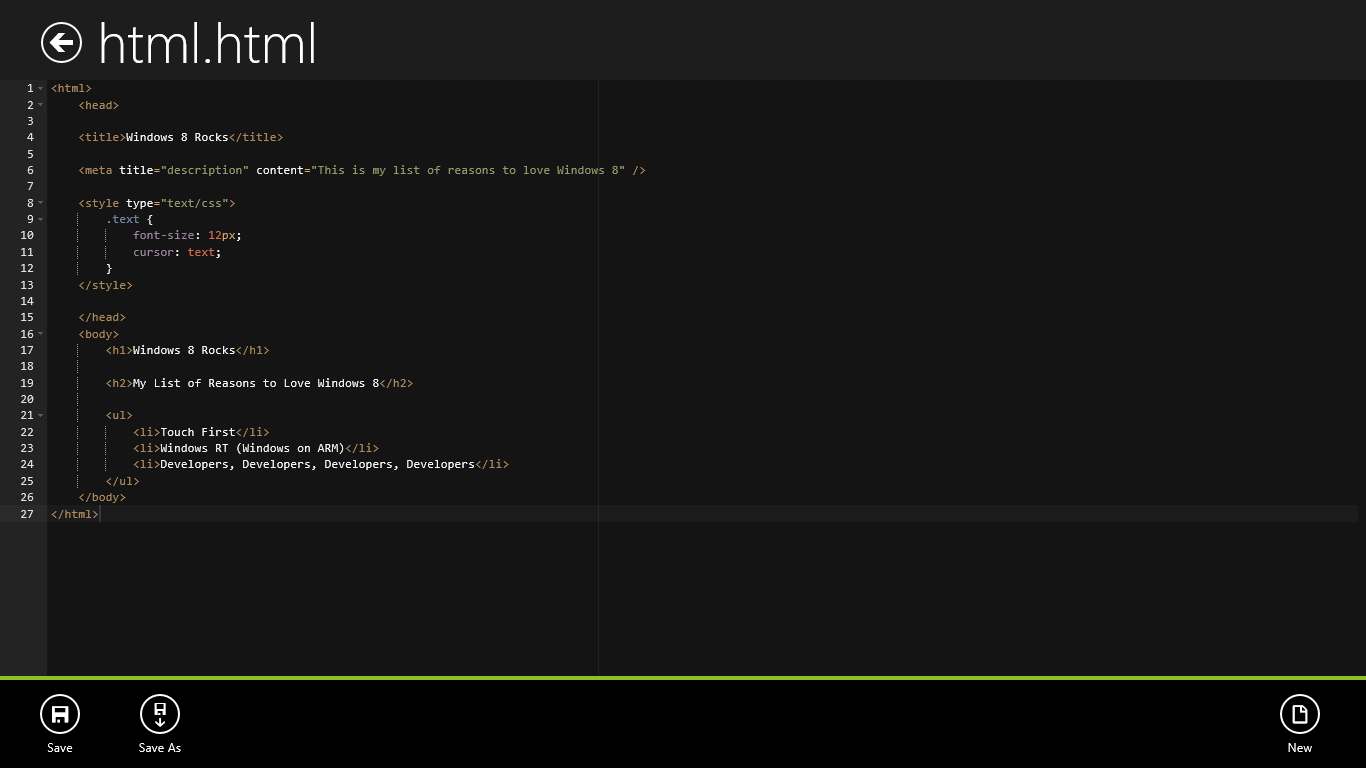 html.html
1 <html>
2     <head>
3
4     <title>Windows 8 Rocks</title>
5
6     <meta title="description" content="This is my list of reasons to love Windows 8" />
7
8     <style type="text/css">
9         .text {
10             font-size: 12px;
11             cursor: text;
12         }
13     </style>
14
15     </head>
16     <body>
17         <h1>Windows 8 Rocks</h1>
18
19         <h2>My List of Reasons to Love Windows 8</h2>
20
21         <ul>
22             <li>Touch First</li>
23             <li>Windows RT (Windows on ARM)</li>
24             <li>Developers, Developers, Developers, Developers</li>
25         </ul>
26     </body>
27 </html>
Save
Save As
New